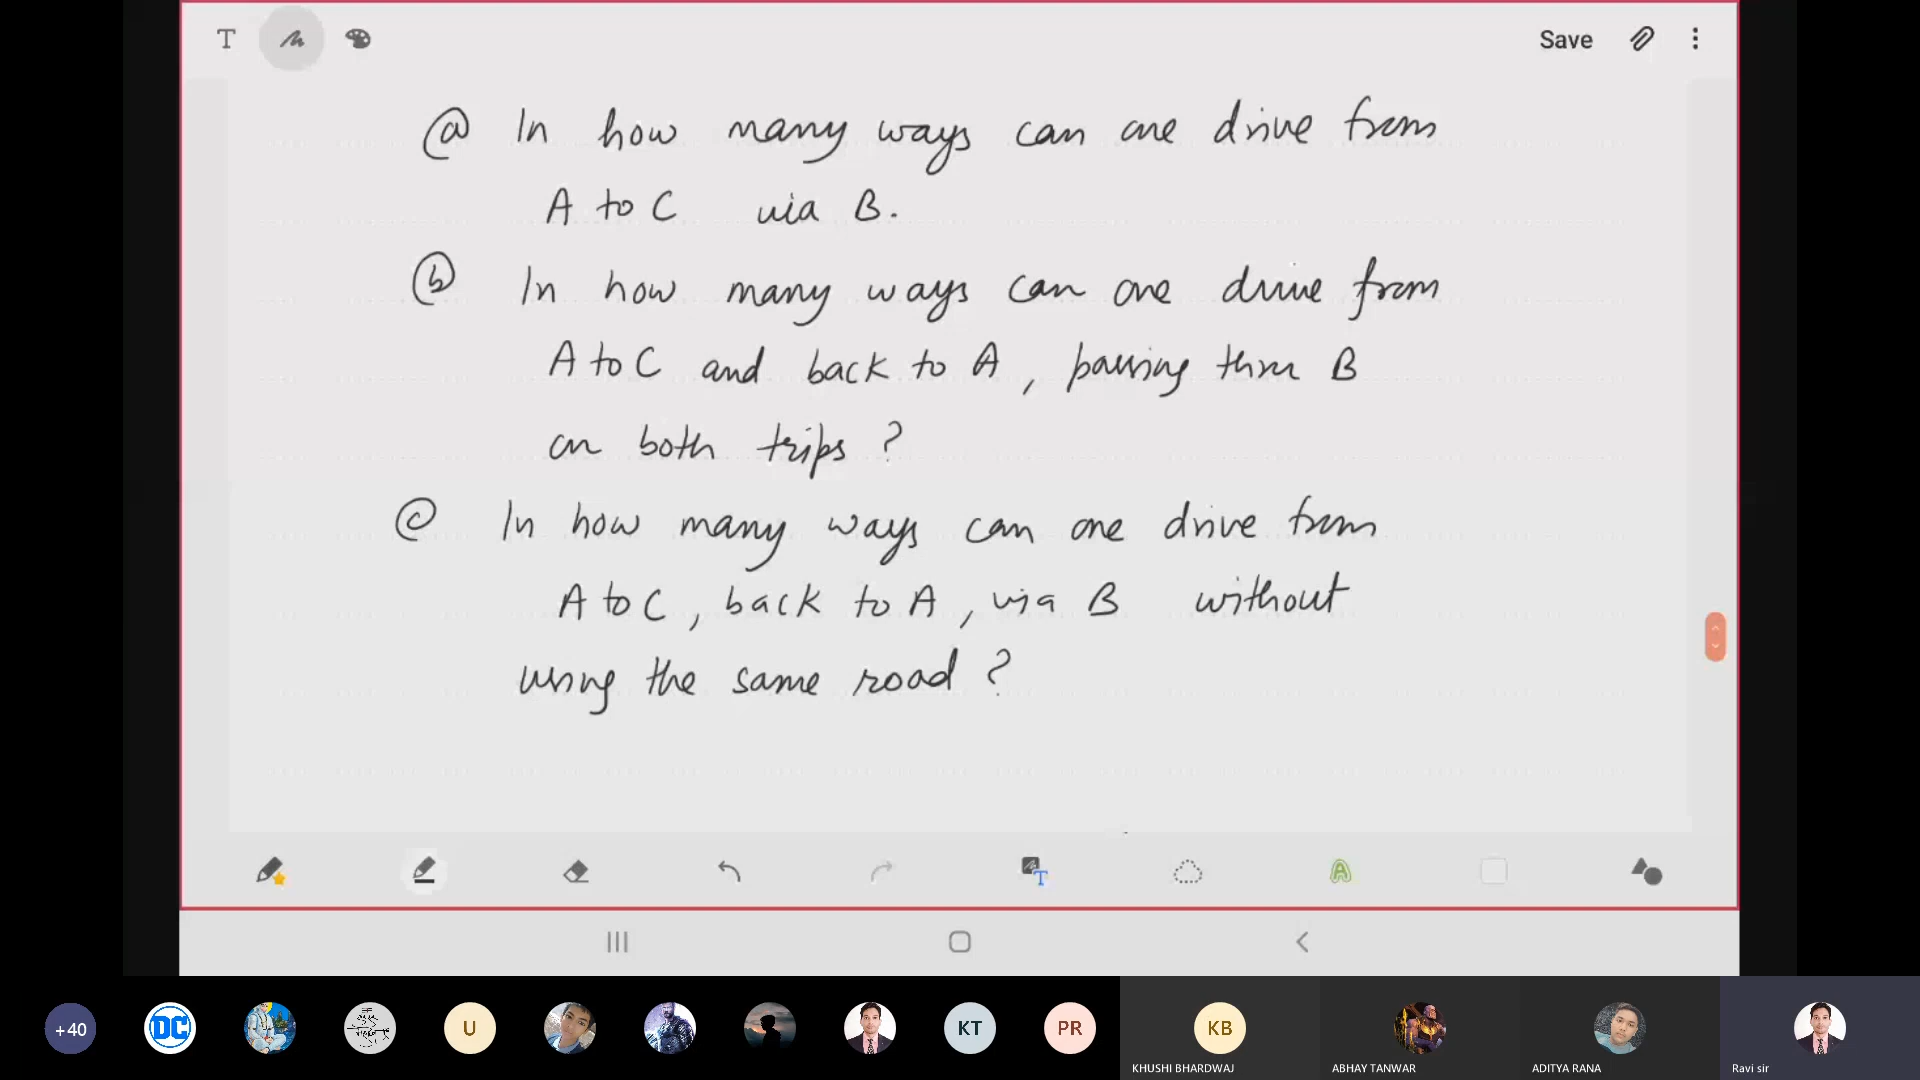 T
Save
(a) In how many ways can one drive from
A to C via B.
(b) In how many ways can one drive from
A to C and back to A, passing thru B
on both trips?
(c) In how many ways can one drive from
A to C, back to A, via B without
using the same road?
T
A
+40
DC
U
KT
PR
KB
KHUSHI BHARDWAJ
ABHAY TANWAR
ADITYA RANA
Ravi sir